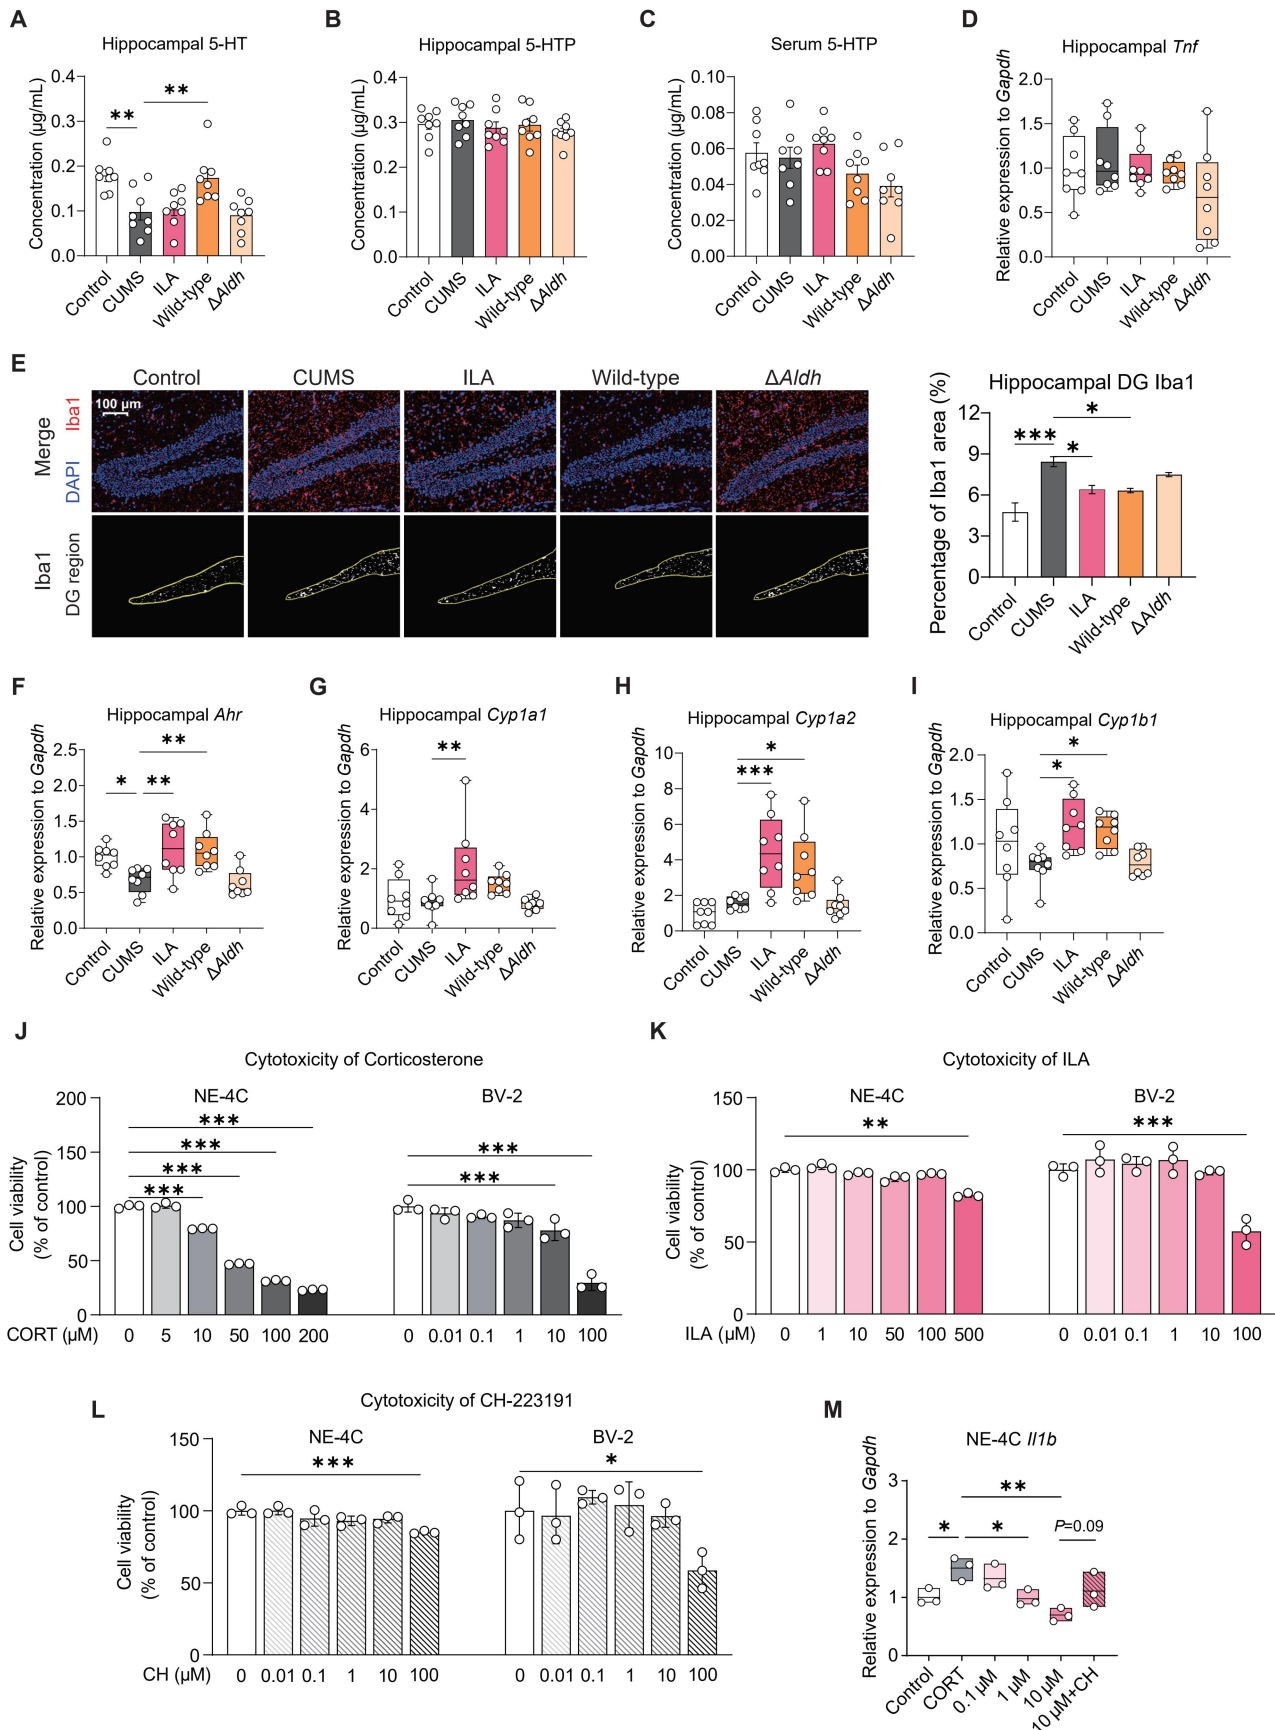 A
Hippocampal 5-HT
Concentration (µg/mL)
0.4
0.3
0.2
0.1
0.0
** **
Control
CUMS
ILA
Wild-type
ΔAldh
B
Hippocampal 5-HTP
Concentration (µg/mL)
0.4
0.3
0.2
0.1
0.0
Control
CUMS
ILA
Wild-type
ΔAldh
C
Serum 5-HTP
Concentration (µg/mL)
0.10
0.08
0.06
0.04
0.02
0.00
Control
CUMS
ILA
Wild-type
ΔAldh
D
Hippocampal Tnf
Relative expression to Gapdh
2.0
1.5
1.0
0.5
0.0
Control
CUMS
ILA
Wild-type
ΔAldh
E
Control CUMS ILA Wild-type ΔAldh
Merge
DAPI Iba1
100 µm
Iba1
DG region
Hippocampal DG Iba1
Percentage of Iba1 area (%)
12
9
6
3
0
*
*** *
Control
CUMS
ILA
Wild-type
ΔAldh
F
Hippocampal Ahr
Relative expression to Gapdh
2.5
2.0
1.5
1.0
0.5
0.0
**
* **
Control
CUMS
ILA
Wild-type
ΔAldh
G
Hippocampal Cyp1a1
Relative expression to Gapdh
6
4
2
0
**
Control
CUMS
ILA
Wild-type
ΔAldh
H
Hippocampal Cyp1a2
Relative expression to Gapdh
10
8
6
4
2
0
*
***
Control
CUMS
ILA
Wild-type
ΔAldh
I
Hippocampal Cyp1b1
Relative expression to Gapdh
2.0
1.5
1.0
0.5
0.0
*
*
Control
CUMS
ILA
Wild-type
ΔAldh
J
Cytotoxicity of Corticosterone
NE-4C BV-2
Cell viability
(% of control)
200
150
100
50
0
***
***
***
***
***
***
CORT (µM) 0 5 10 50 100 200 0 0.01 0.1 1 10 100
K
Cytotoxicity of ILA
NE-4C BV-2
Cell viability
(% of control)
150
100
50
0
** ***
ILA (µM) 0 1 10 50 100 500 0 0.01 0.1 1 10 100
L
Cytotoxicity of CH-223191
NE-4C BV-2
Cell viability
(% of control)
150
100
50
0
*** *
CH (µM) 0 0.01 0.1 1 10 100 0 0.01 0.1 1 10 100
M
NE-4C Il1b
Relative expression to Gapdh
3
2
1
0
**
* * P=0.09
Control
CORT
0.1 µM
1 µM
10 µM
10 µM+CH